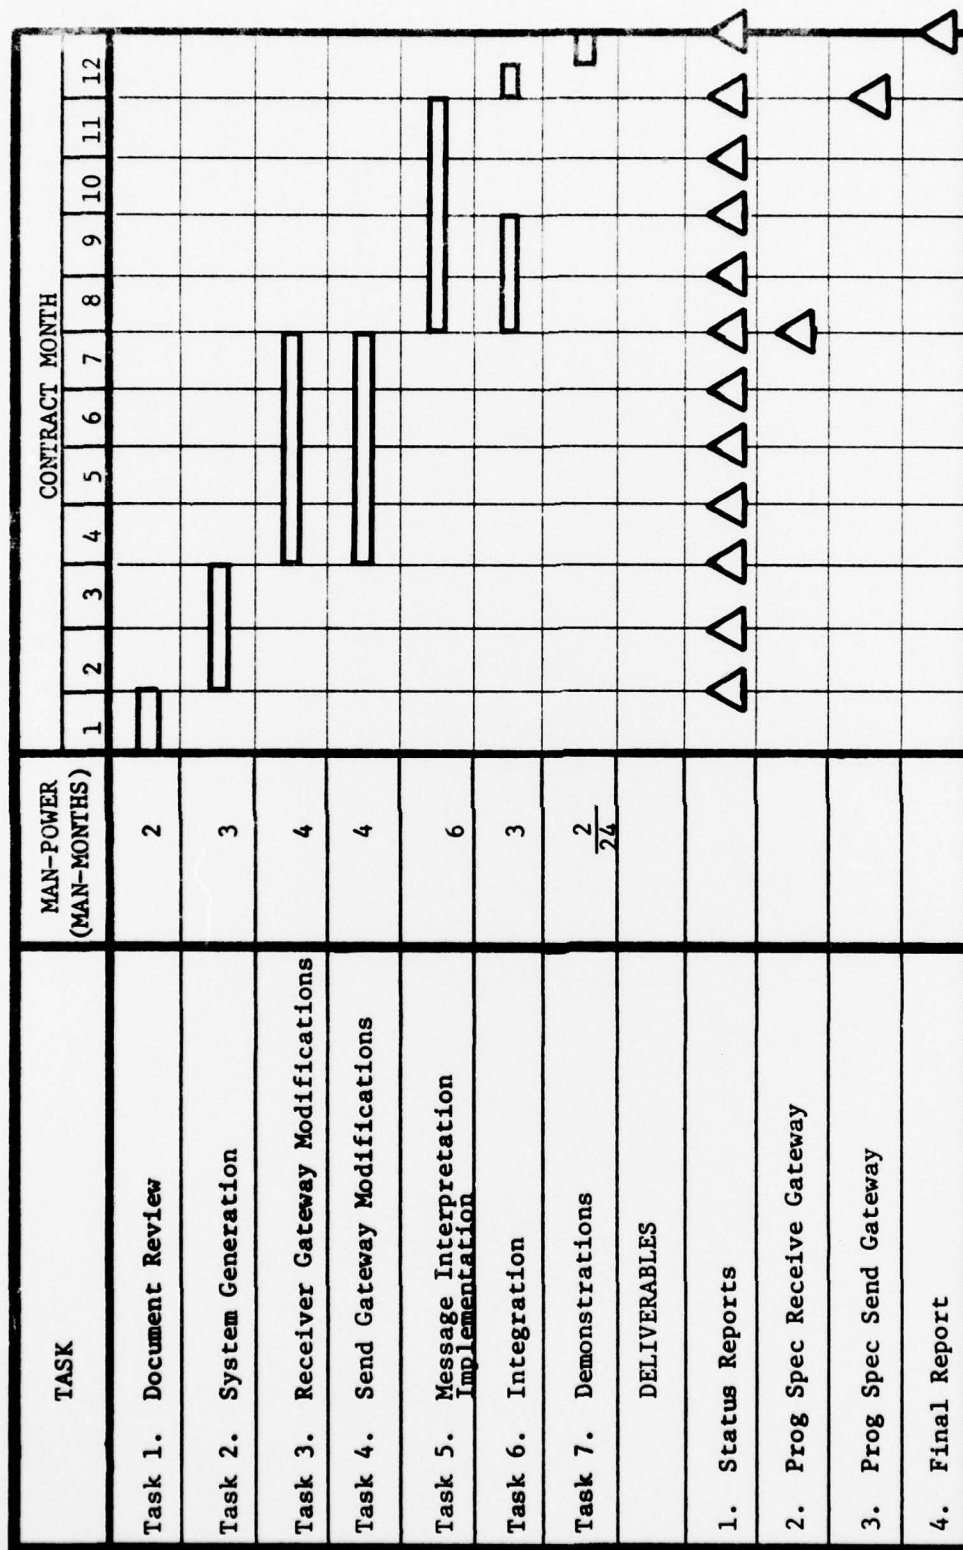 TASK
MAN-POWER
(MAN-MONTHS)
CONTRACT MONTH
1 2 3 4 5 6 7 8 9 10 11 12
Task 1. Document Review 2
Task 2. System Generation 3
Task 3. Receiver Gateway Modifications 4
Task 4. Send Gateway Modifications 4
Task 5. Message Interpretation
Implementation 6
Task 6. Integration 3
Task 7. Demonstrations 2
24
DELIVERABLES
1. Status Reports
2. Prog Spec Receive Gateway
3. Prog Spec Send Gateway
4. Final Report